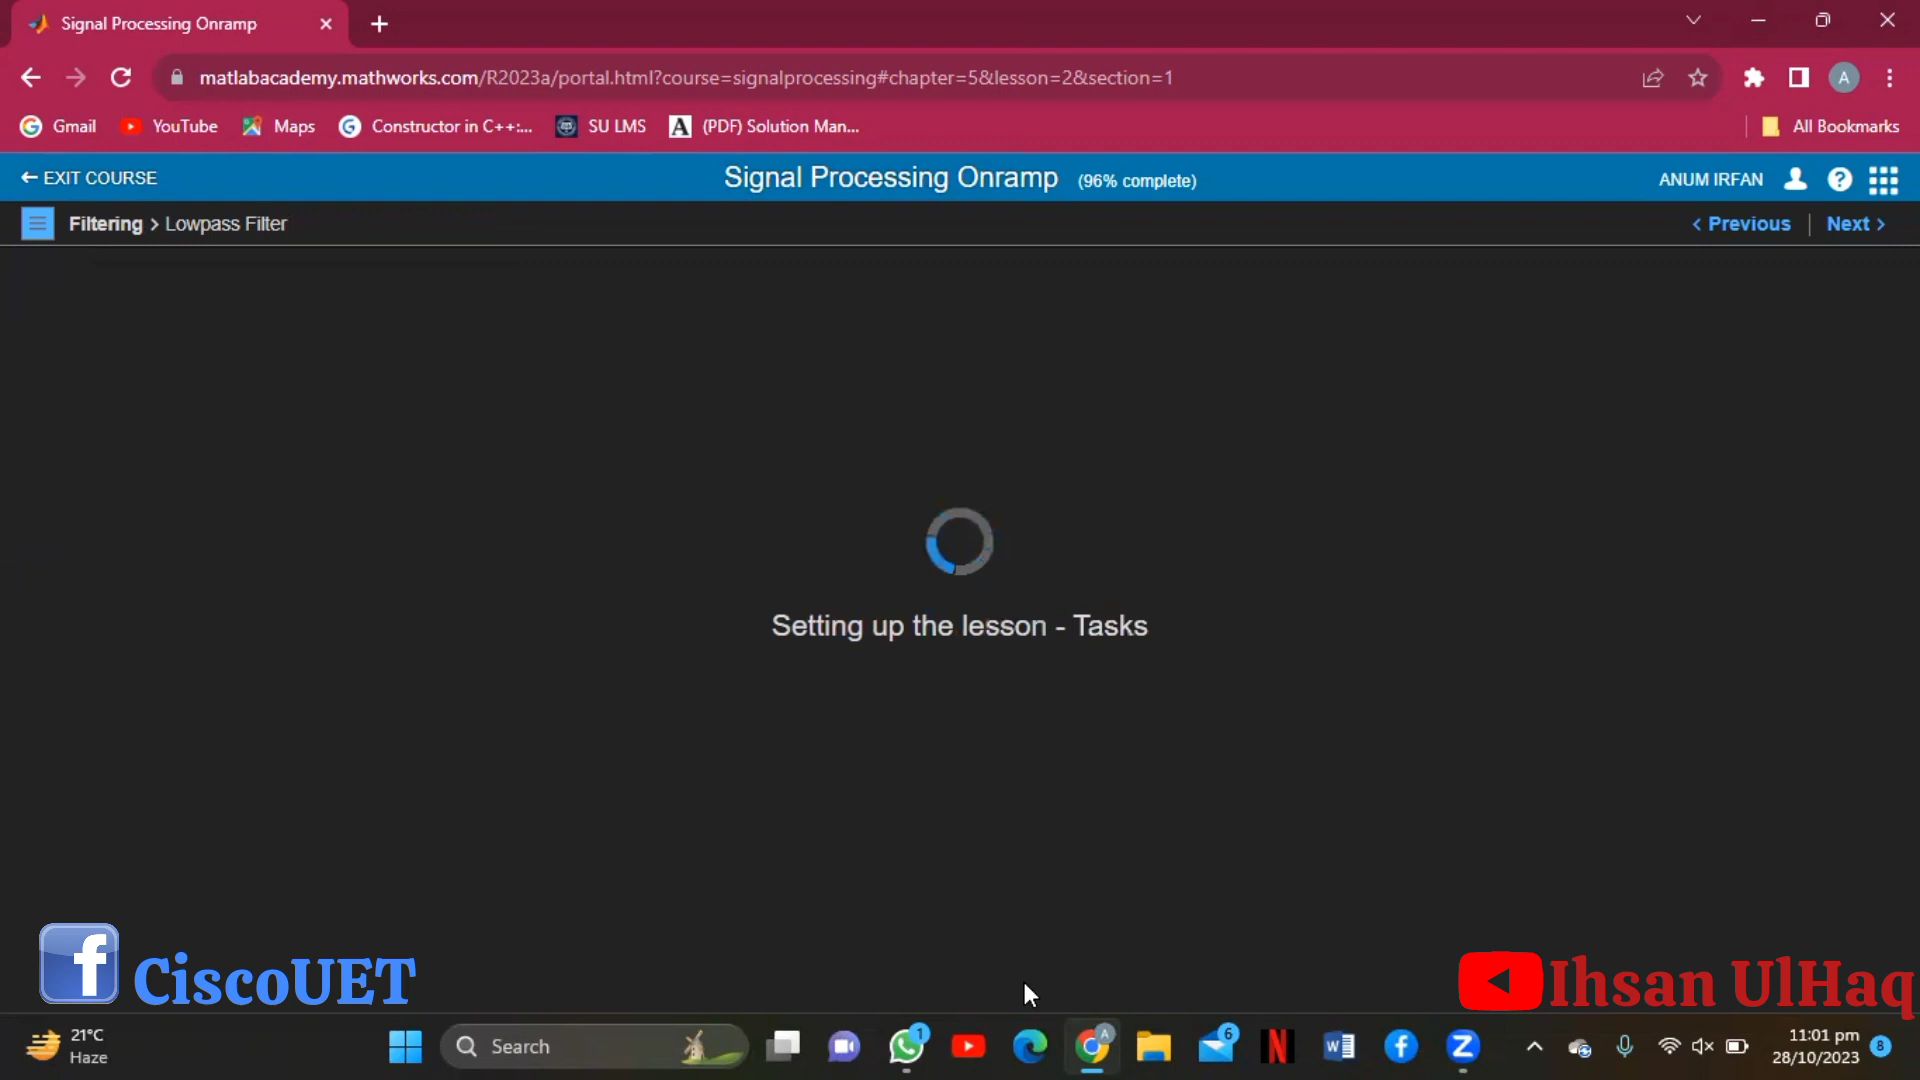 Signal Processing Onramp
matlabacademy.mathworks.com/R2023a/portal.html?course=signalprocessing#chapter=5&lesson=2&section=1
A
Gmail YouTube Maps Constructor in C++:... SU LMS A (PDF) Solution Man... All Bookmarks
EXIT COURSE Signal Processing Onramp (96% complete) ANUM IRFAN ?
Filtering > Lowpass Filter < Previous | Next >
Setting up the lesson - Tasks
f CiscoUET Ihsan UlHaq
21°C
Haze
Search
1
A
6
N
W
f
Z
11:01 pm
28/10/2023
8